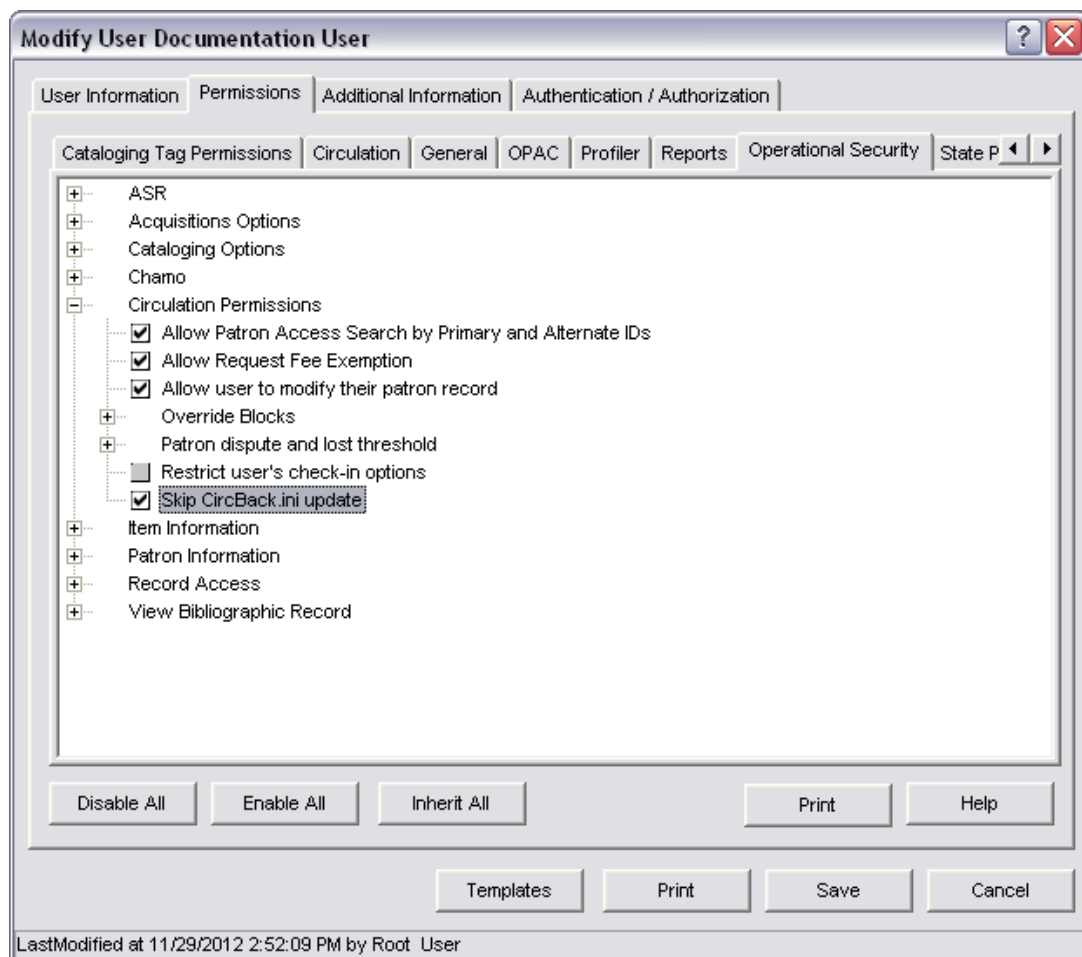 Modify User Documentation User
User Information Permissions Additional Information Authentication / Authorization
Cataloging Tag Permissions Circulation General OPAC Profiler Reports Operational Security State P
ASR
Acquisitions Options
Cataloging Options
Chamo
Circulation Permissions
Allow Patron Access Search by Primary and Alternate IDs
Allow Request Fee Exemption
Allow user to modify their patron record
Override Blocks
Patron dispute and lost threshold
Restrict user's check-in options
Skip CircBack.ini update
Item Information
Patron Information
Record Access
View Bibliographic Record
Disable All Enable All Inherit All Print Help
Templates Print Save Cancel
LastModified at 11/29/2012 2:52:09 PM by Root User